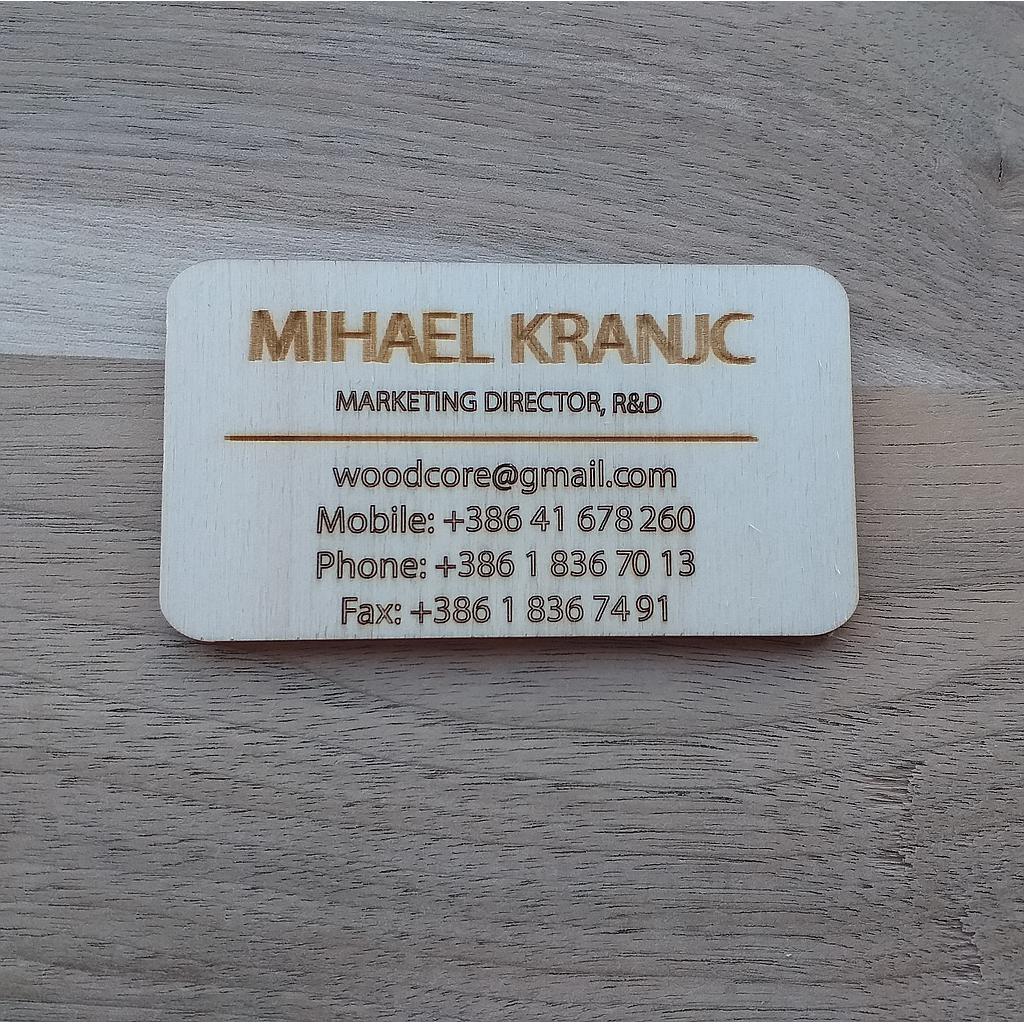 MIHAEL KRANJC
MARKETING DIRECTOR, R&D
woodcore@gmail.com
Mobile: +386 41 678 260
Phone: +386 1 836 70 13
Fax: +386 1 836 74 91